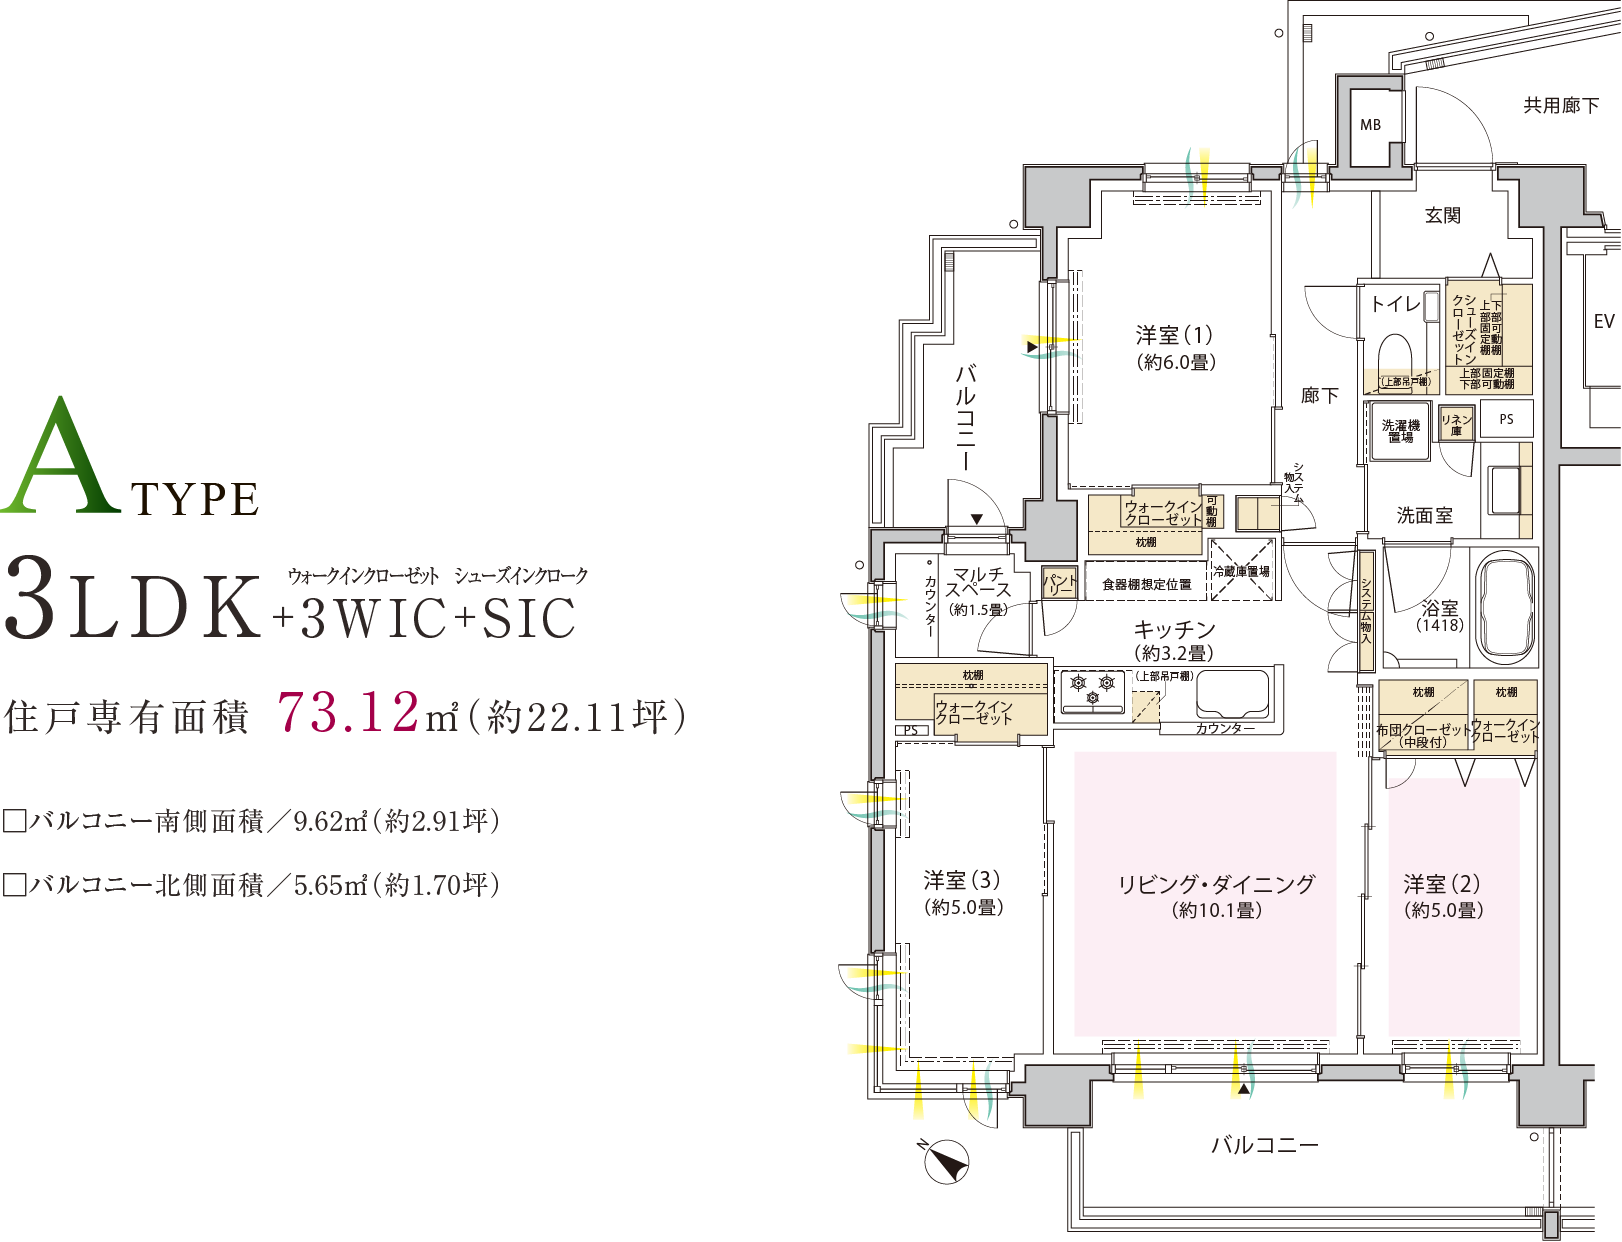 A TYPE
ウォークインクローゼット シューズインクローク
3LDK+3WIC+SIC
住戸専有面積 73.12㎡(約22.11坪)
□バルコニー南側面積／9.62㎡(約2.91坪)
□バルコニー北側面積／5.65㎡(約1.70坪)
共用廊下
MB
玄関
EV
トイレ
(上部吊戸棚)
シューズイン
クローゼット
下部可動棚
上部固定棚
上部固定棚
下部可動棚
洋室(1)
(約6.0畳)
バルコニー
廊下
洗濯機
置場
リネン
庫
PS
システム
物入
洗面室
ウォークイン
クローゼット
可動棚
枕棚
マルチ
スペース
(約1.5畳)
カウンター
パント
リー
食器棚想定位置
冷蔵庫置場
システム物入
浴室
(1418)
キッチン
(約3.2畳)
(上部吊戸棚)
カウンター
枕棚
ウォークイン
クローゼット
PS
枕棚
布団クローゼット
(中段付)
枕棚
ウォークイン
クローゼット
洋室(3)
(約5.0畳)
リビング・ダイニング
(約10.1畳)
洋室(2)
(約5.0畳)
バルコニー
N